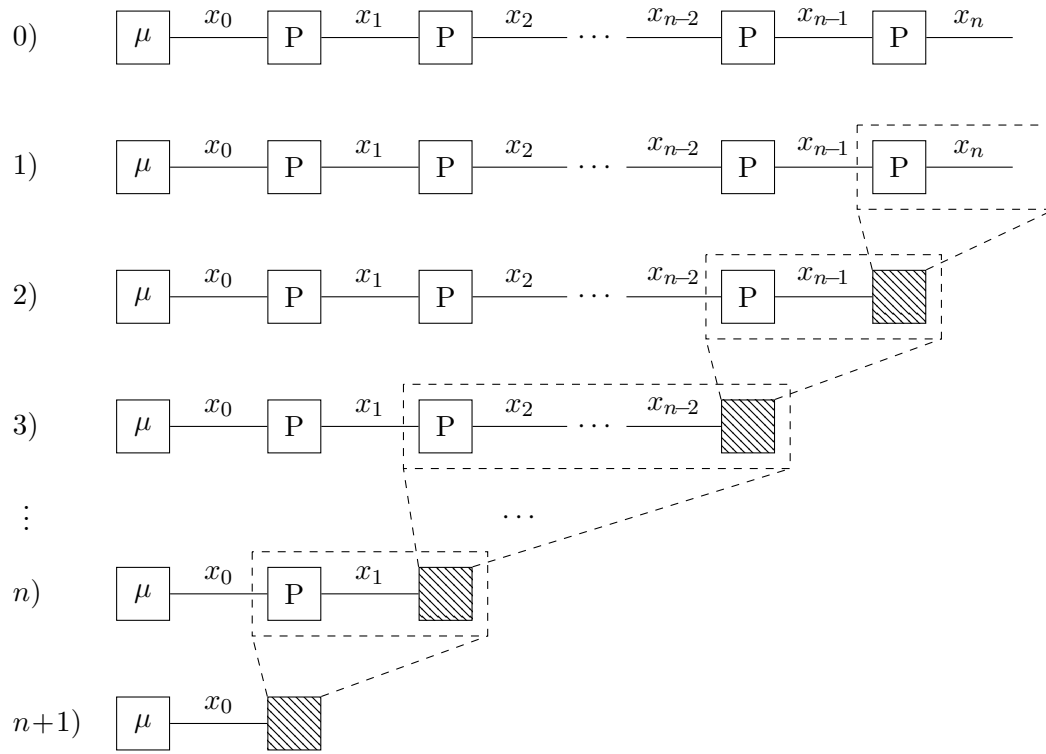 0) μ x₀ P x₁ P x₂ ⋯ xₙ₋₂ P xₙ₋₁ P xₙ
1) μ x₀ P x₁ P x₂ ⋯ xₙ₋₂ P xₙ₋₁ P xₙ
2) μ x₀ P x₁ P x₂ ⋯ xₙ₋₂ P xₙ₋₁
3) μ x₀ P x₁ P x₂ ⋯ xₙ₋₂
⋮ ⋯
n) μ x₀ P x₁
n+1) μ x₀